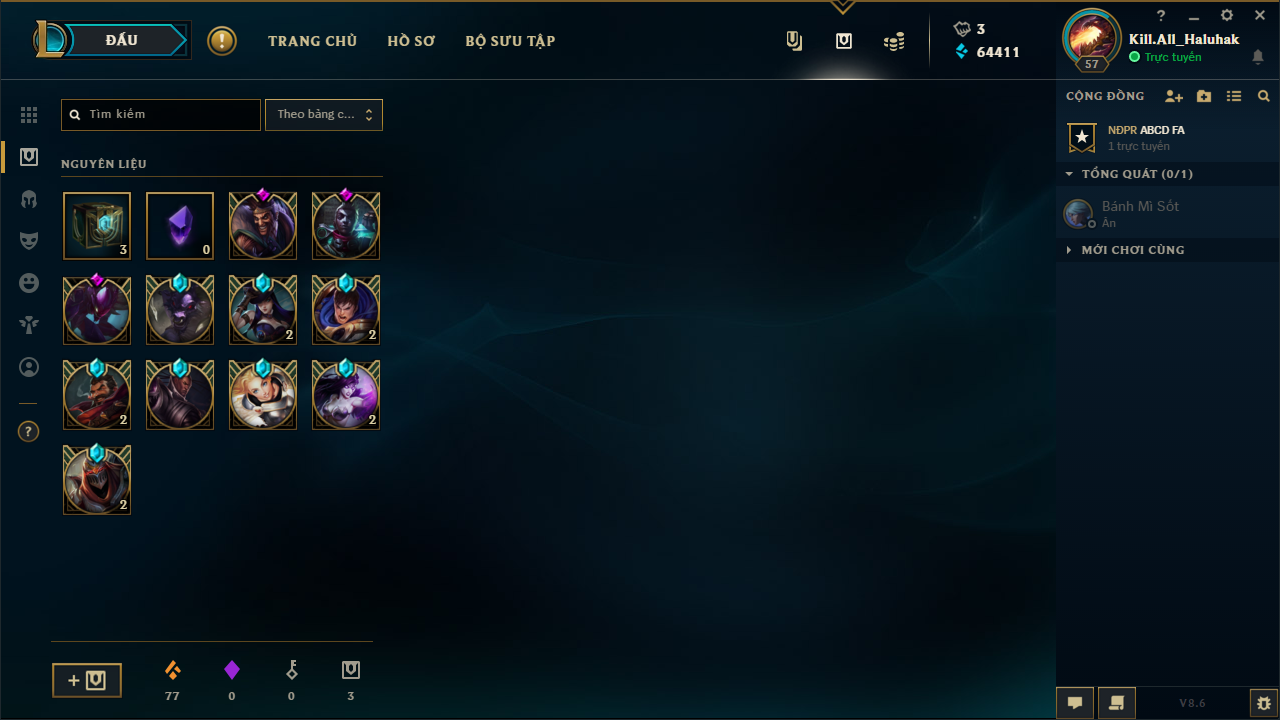 ĐẤU
TRANG CHỦ
HỒ SƠ
BỘ SƯU TẬP
3
64411
Kill.All_Haluhak
Trực tuyến
57
Tìm kiếm
Theo bảng c...
NGUYÊN LIỆU
3
0
2
2
2
2
2
77
0
0
3
CỘNG ĐỒNG
NĐPR ABCD FA
1 trực tuyến
TỔNG QUÁT (0/1)
Bánh Mì Sốt
Ẩn
MỚI CHƠI CÙNG
V8.6